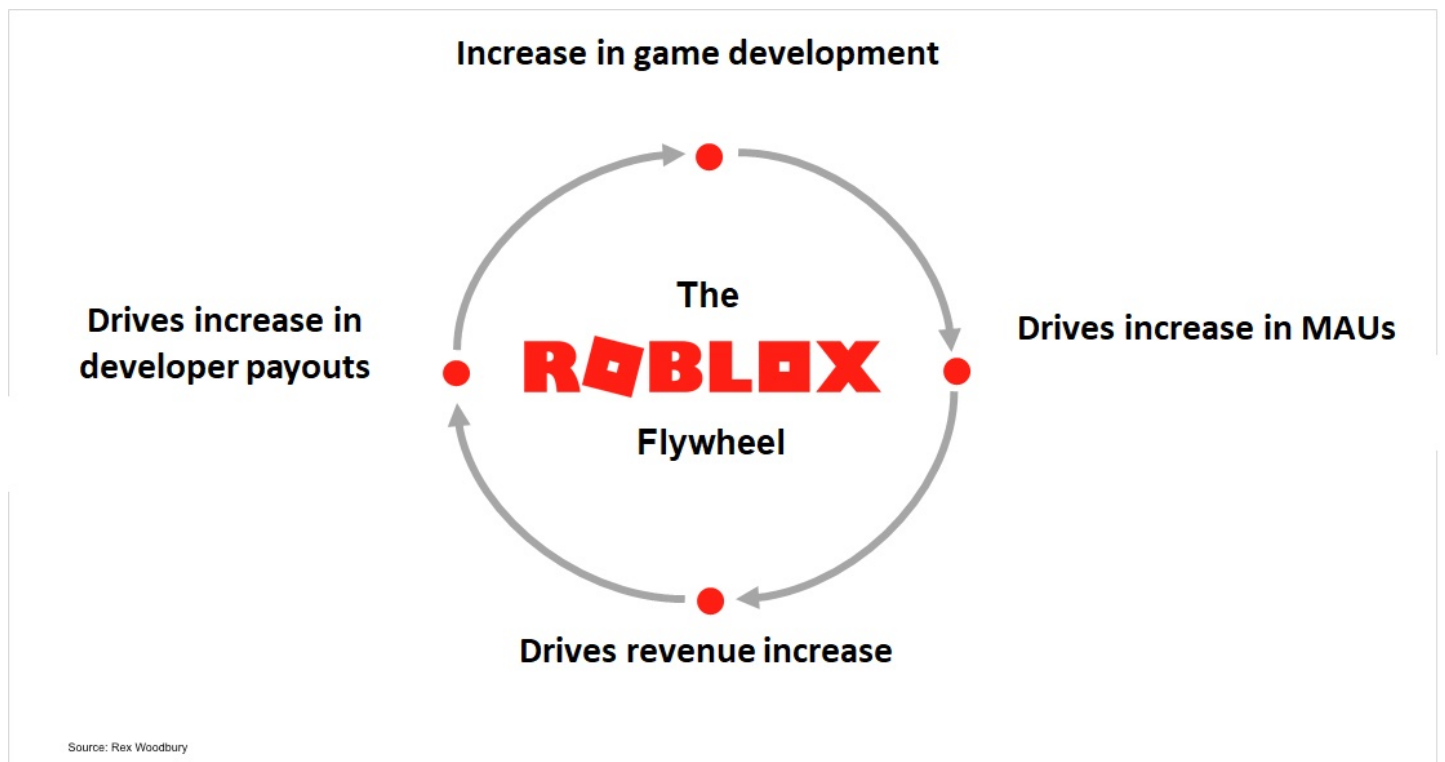 Increase in game development
The
ROBLOX
Flywheel
Drives increase in MAUs
Drives revenue increase
Drives increase in
developer payouts
Source: Rex Woodbury